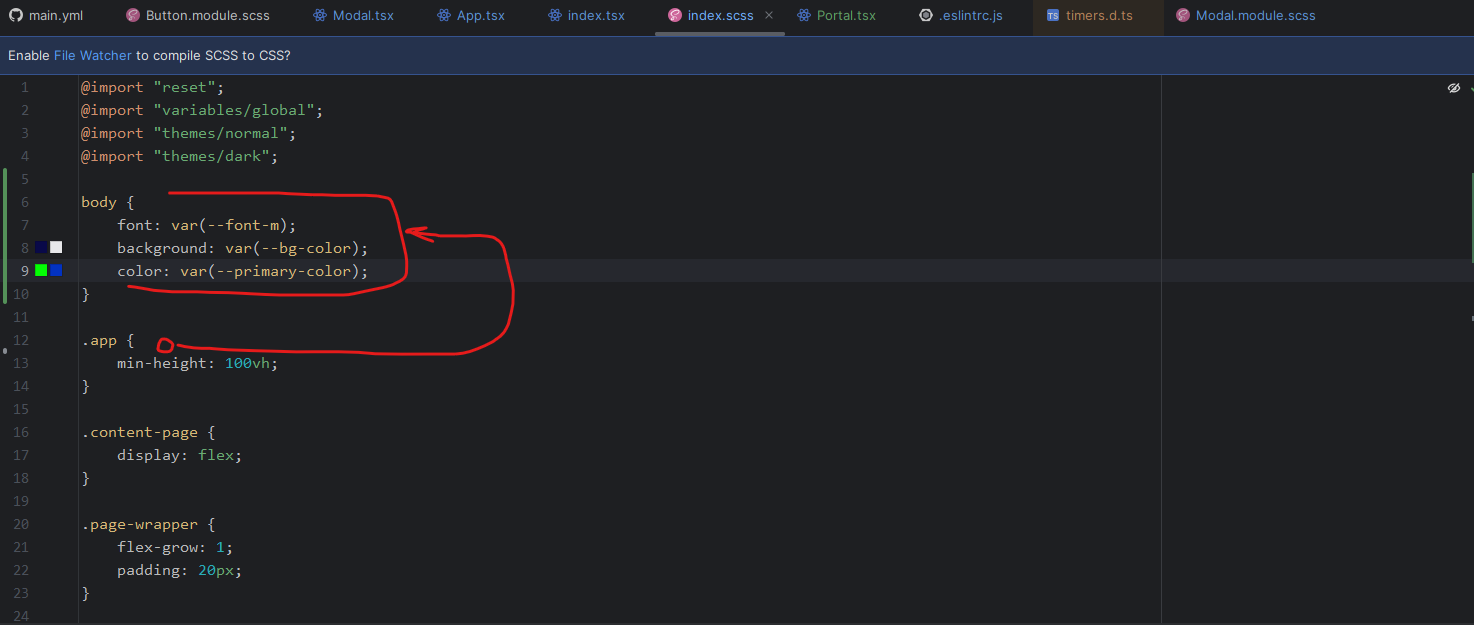 main.yml Button.module.scss Modal.tsx App.tsx index.tsx index.scss Portal.tsx .eslintrc.js TS timers.d.ts Modal.module.scss
Enable File Watcher to compile SCSS to CSS?
1 @import "reset";
2 @import "variables/global";
3 @import "themes/normal";
4 @import "themes/dark";
5
6 body {
7 font: var(--font-m);
8 background: var(--bg-color);
9 color: var(--primary-color);
10 }
11
12 .app {
13 min-height: 100vh;
14 }
15
16 .content-page {
17 display: flex;
18 }
19
20 .page-wrapper {
21 flex-grow: 1;
22 padding: 20px;
23 }
24